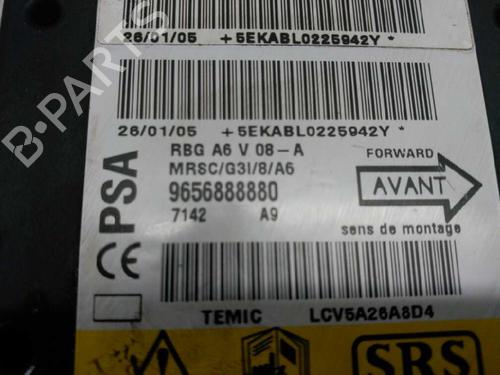 26/01/05 +5EKABL0225942Y*
26/01/05 +5EKABL0225942Y*
RBG A6 V 08-A
MRSC/G3I/8/A6
9656888880
7142 A9
FORWARD
AVANT
sens de montage
PSA
CE
TEMIC LCV5A26A8D4
SRS
B-PARTS